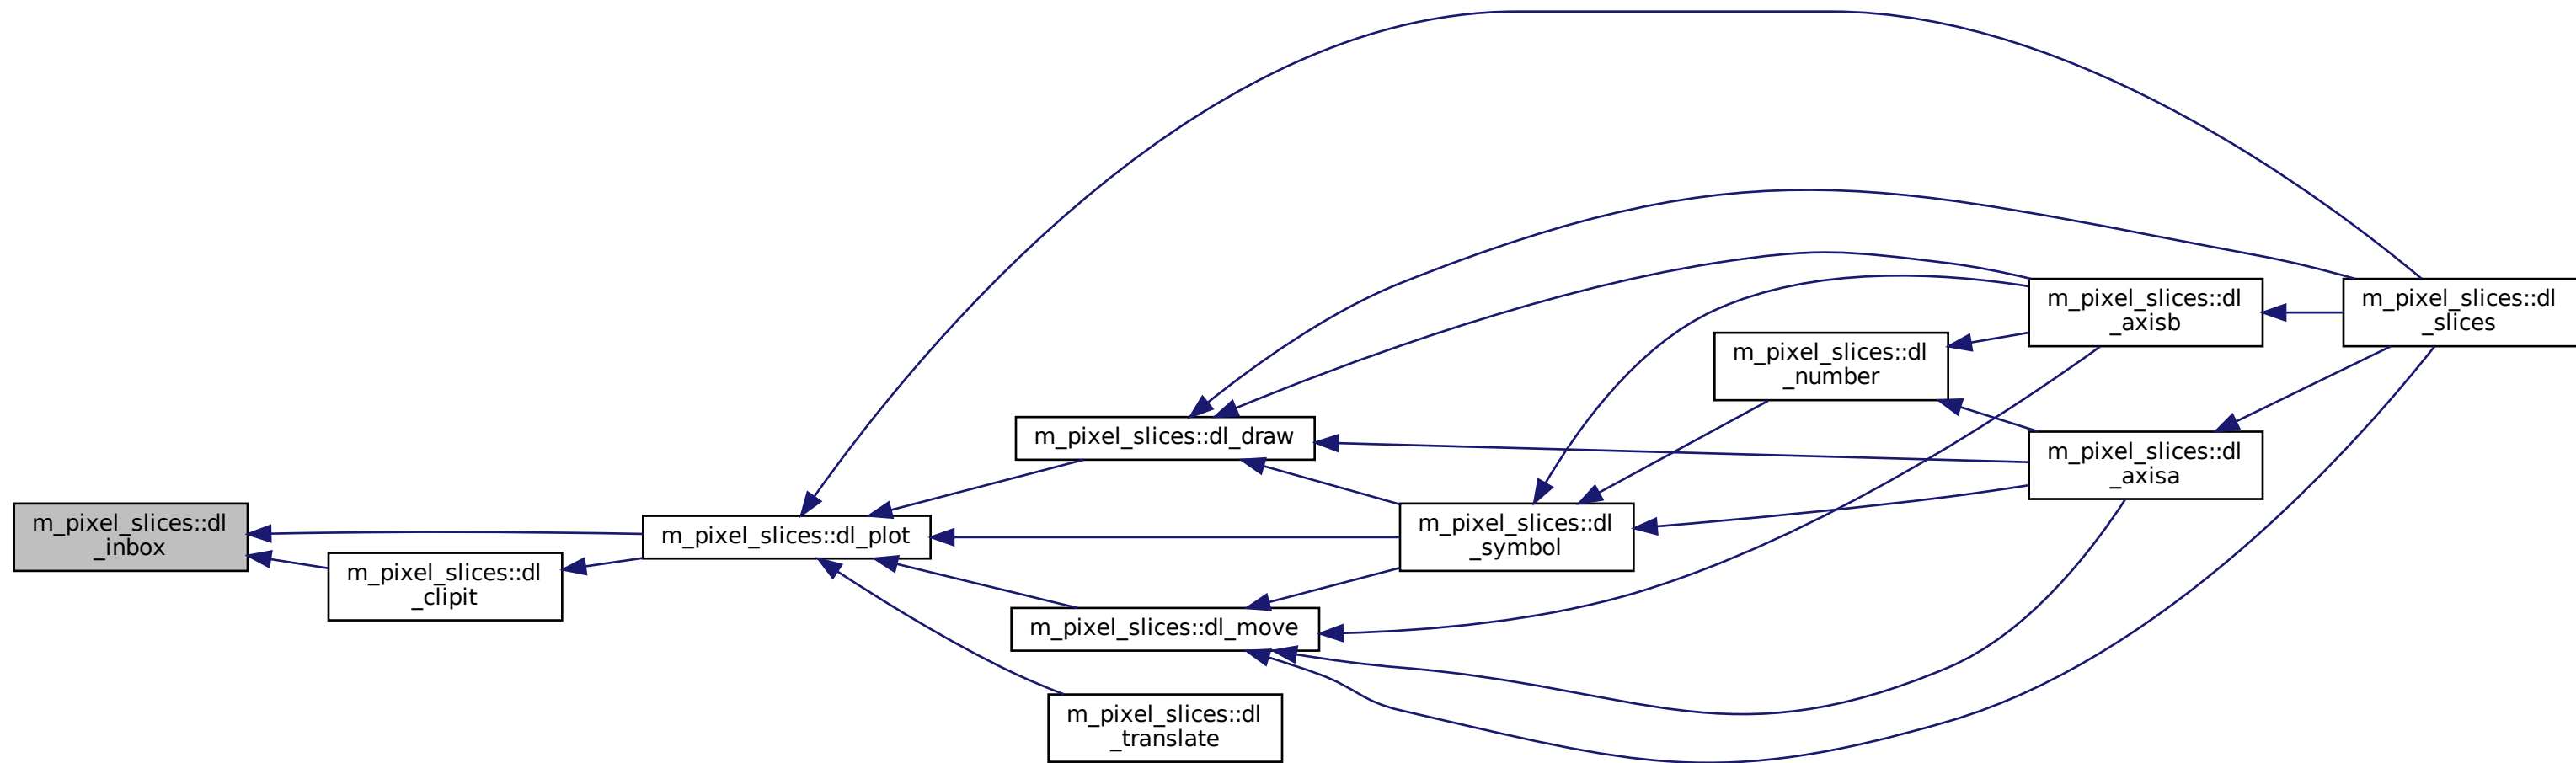 m_pixel_slices::dl
_inbox
m_pixel_slices::dl
_clipit
m_pixel_slices::dl_plot
m_pixel_slices::dl_draw
m_pixel_slices::dl_move
m_pixel_slices::dl
_translate
m_pixel_slices::dl
_symbol
m_pixel_slices::dl
_number
m_pixel_slices::dl
_axisb
m_pixel_slices::dl
_axisa
m_pixel_slices::dl
_slices